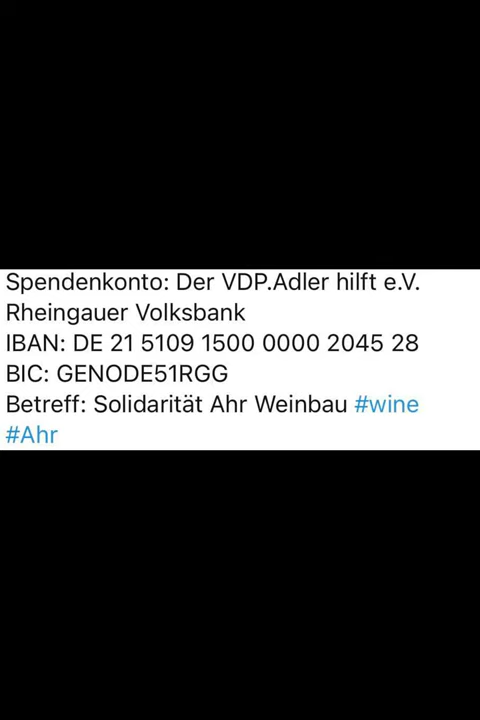 Spendenkonto: Der VDP.Adler hilft e.V.
Rheingauer Volksbank
IBAN: DE 21 5109 1500 0000 2045 28
BIC: GENODE51RGG
Betreff: Solidarität Ahr Weinbau #wine
#Ahr